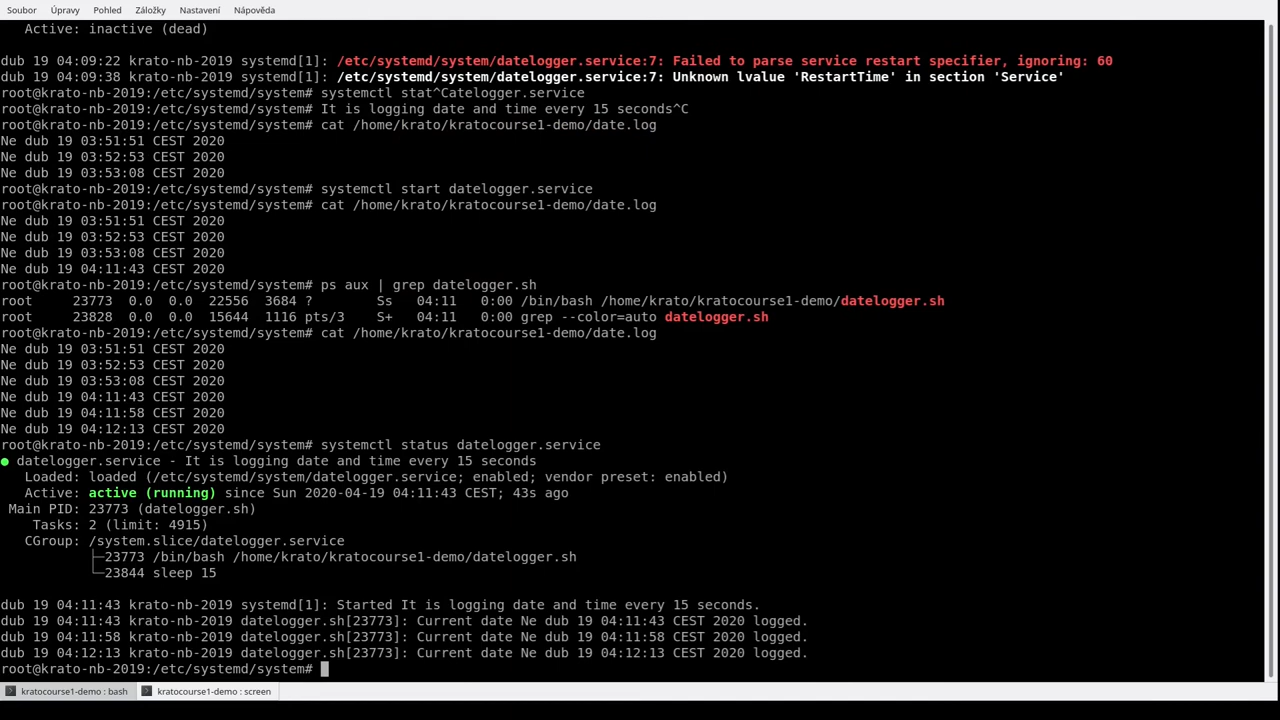 Soubor Úpravy Pohled Záložky Nastavení Nápověda
Active: inactive (dead)
dub 19 04:09:22 krato-nb-2019 systemd[1]: /etc/systemd/system/datelogger.service:7: Failed to parse service restart specifier, ignoring: 60
dub 19 04:09:38 krato-nb-2019 systemd[1]: /etc/systemd/system/datelogger.service:7: Unknown lvalue 'RestartTime' in section 'Service'
root@krato-nb-2019:/etc/systemd/system# systemctl stat^Catelogger.service
root@krato-nb-2019:/etc/systemd/system# It is logging date and time every 15 seconds^C
root@krato-nb-2019:/etc/systemd/system# cat /home/krato/kratocourse1-demo/date.log
Ne dub 19 03:51:51 CEST 2020
Ne dub 19 03:52:53 CEST 2020
Ne dub 19 03:53:08 CEST 2020
root@krato-nb-2019:/etc/systemd/system# systemctl start datelogger.service
root@krato-nb-2019:/etc/systemd/system# cat /home/krato/kratocourse1-demo/date.log
Ne dub 19 03:51:51 CEST 2020
Ne dub 19 03:52:53 CEST 2020
Ne dub 19 03:53:08 CEST 2020
Ne dub 19 04:11:43 CEST 2020
root@krato-nb-2019:/etc/systemd/system# ps aux | grep datelogger.sh
root     23773  0.0  0.0  22556  3684 ?        Ss   04:11   0:00 /bin/bash /home/krato/kratocourse1-demo/datelogger.sh
root     23828  0.0  0.0  15644  1116 pts/3    S+   04:11   0:00 grep --color=auto datelogger.sh
root@krato-nb-2019:/etc/systemd/system# cat /home/krato/kratocourse1-demo/date.log
Ne dub 19 03:51:51 CEST 2020
Ne dub 19 03:52:53 CEST 2020
Ne dub 19 03:53:08 CEST 2020
Ne dub 19 04:11:43 CEST 2020
Ne dub 19 04:11:58 CEST 2020
Ne dub 19 04:12:13 CEST 2020
root@krato-nb-2019:/etc/systemd/system# systemctl status datelogger.service
● datelogger.service - It is logging date and time every 15 seconds
Loaded: loaded (/etc/systemd/system/datelogger.service; enabled; vendor preset: enabled)
Active: active (running) since Sun 2020-04-19 04:11:43 CEST; 43s ago
Main PID: 23773 (datelogger.sh)
Tasks: 2 (limit: 4915)
CGroup: /system.slice/datelogger.service
├─23773 /bin/bash /home/krato/kratocourse1-demo/datelogger.sh
└─23844 sleep 15
dub 19 04:11:43 krato-nb-2019 systemd[1]: Started It is logging date and time every 15 seconds.
dub 19 04:11:43 krato-nb-2019 datelogger.sh[23773]: Current date Ne dub 19 04:11:43 CEST 2020 logged.
dub 19 04:11:58 krato-nb-2019 datelogger.sh[23773]: Current date Ne dub 19 04:11:58 CEST 2020 logged.
dub 19 04:12:13 krato-nb-2019 datelogger.sh[23773]: Current date Ne dub 19 04:12:13 CEST 2020 logged.
root@krato-nb-2019:/etc/systemd/system#
kratocourse1-demo : bash kratocourse1-demo : screen